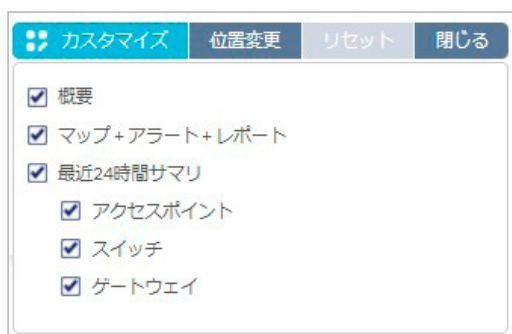 カスタマイズ 位置変更 リセット 閉じる
概要
マップ+アラート+レポート
最近24時間サマリ
アクセスポイント
スイッチ
ゲートウェイ